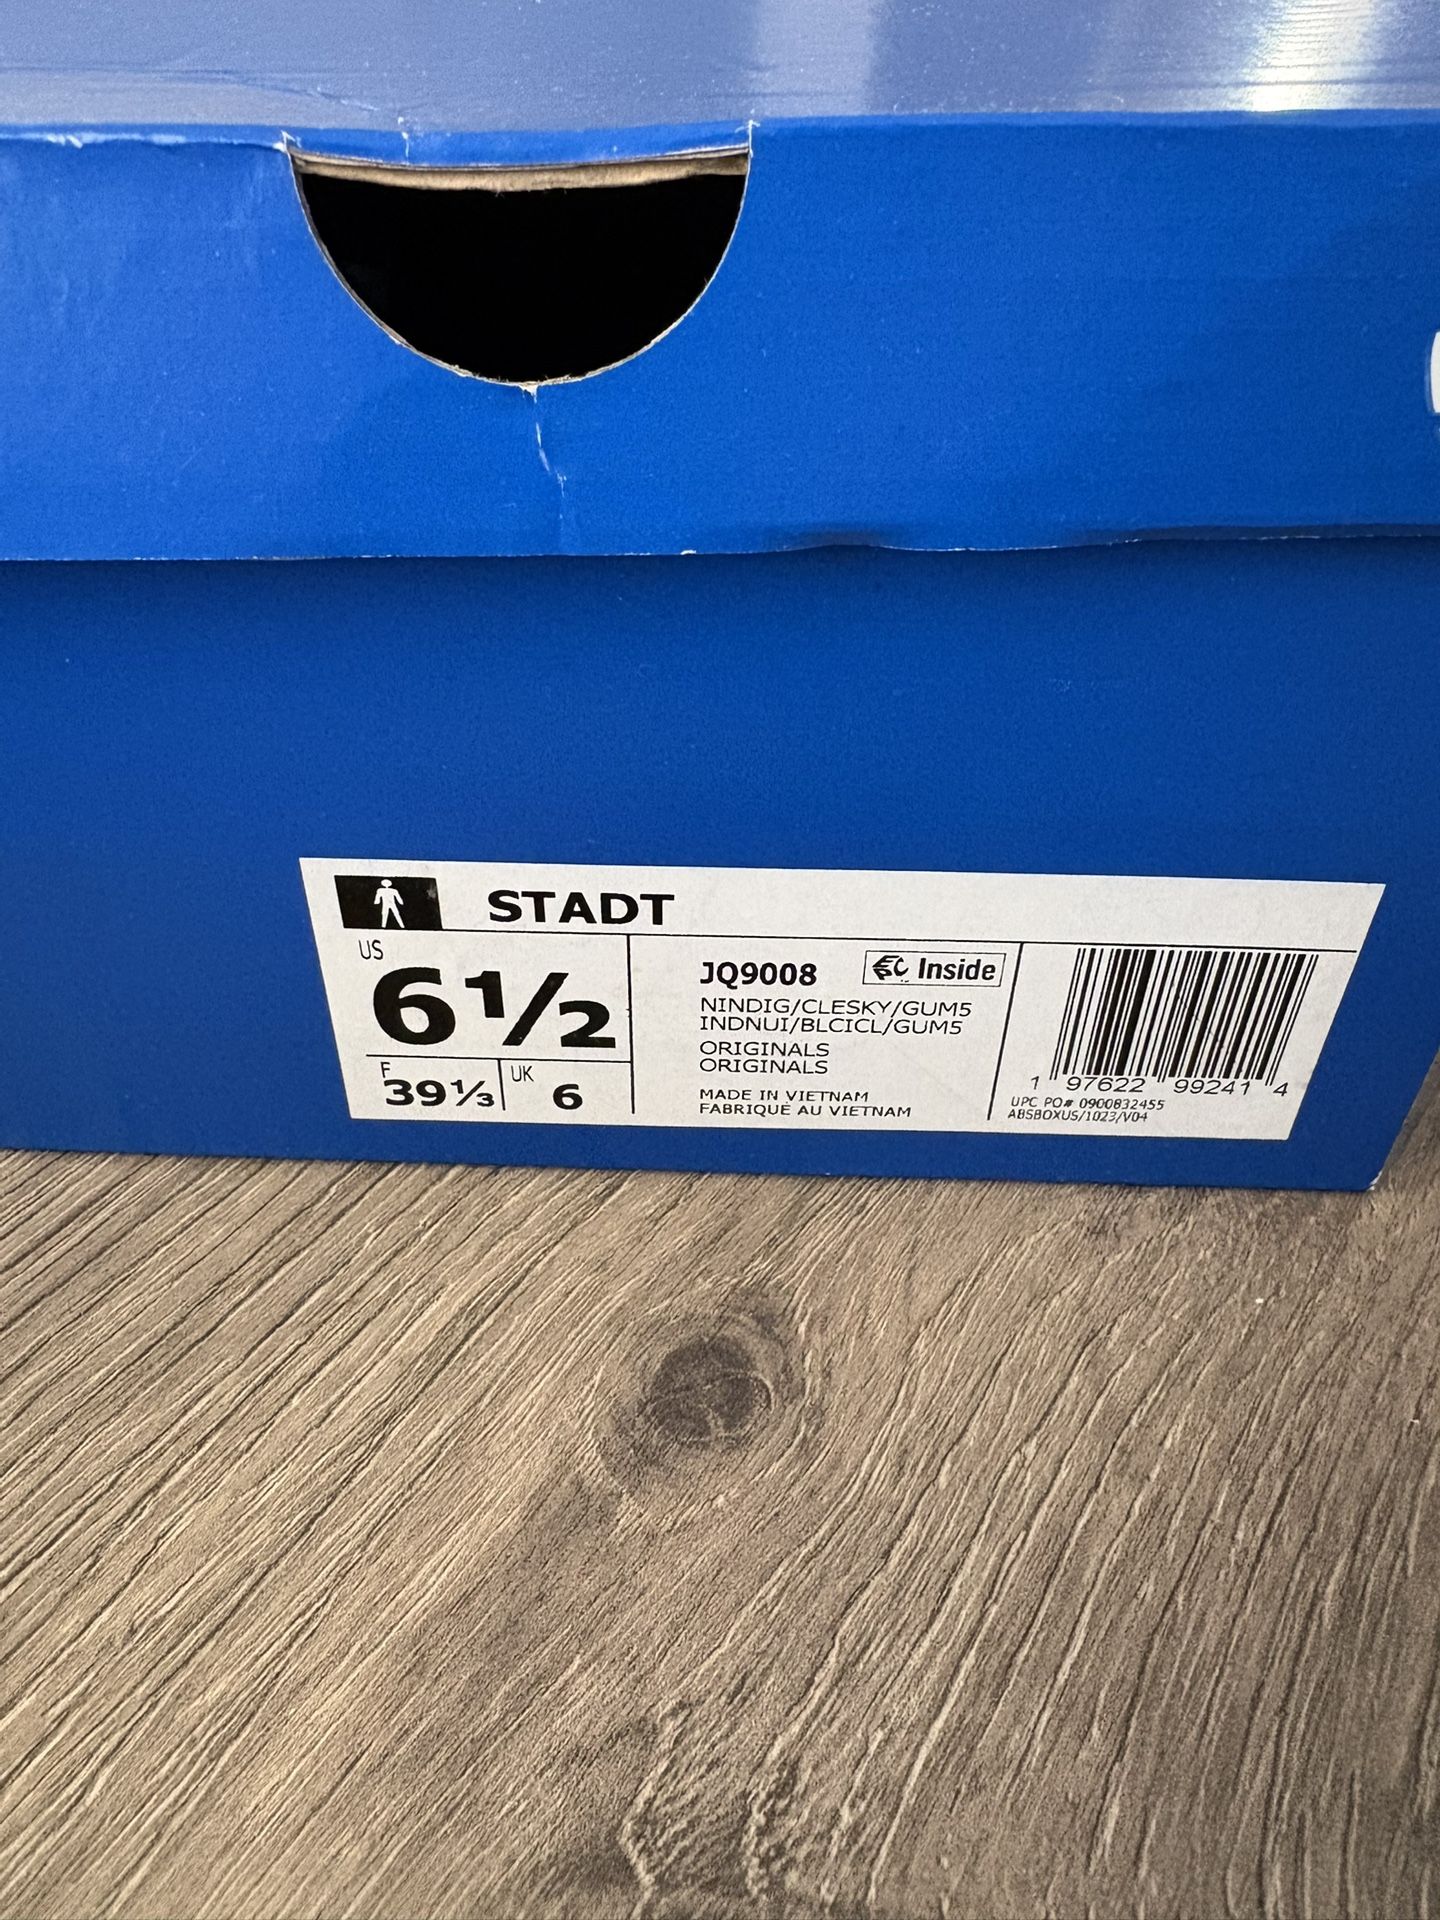 STADT
US
6½
F
39⅓
UK
6
JQ9008
Inside
NINDIG/CLESKY/GUM5
INDNUI/BLCICL/GUM5
ORIGINALS
ORIGINALS
MADE IN VIETNAM
FABRIQUÉ AU VIETNAM
1 97622 99241 4
UPC PO# 0900832455
ABSBOXUS/1023/V04